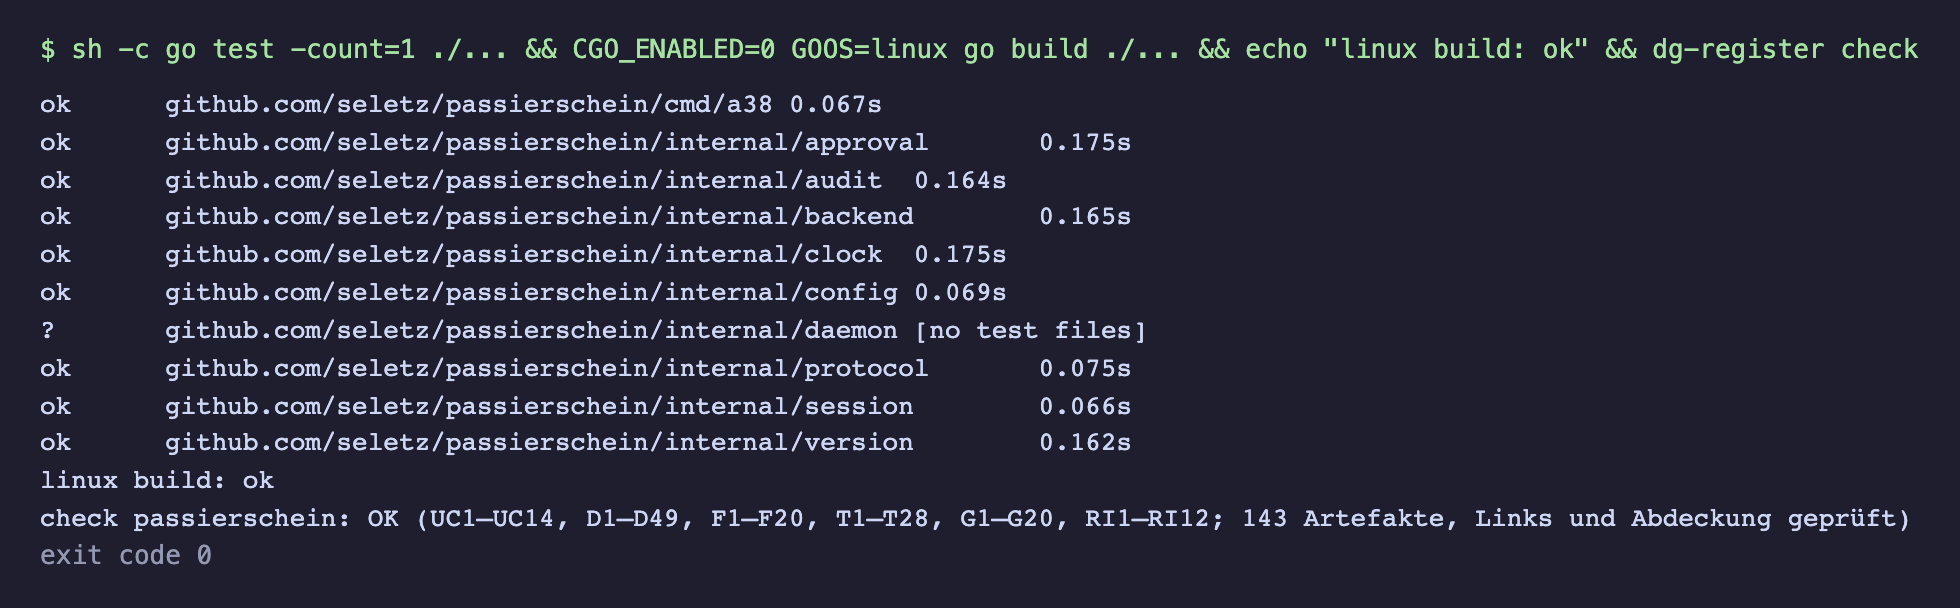 $ sh -c go test -count=1 ./... && CGO_ENABLED=0 GOOS=linux go build ./... && echo "linux build: ok" && dg-register check
ok      github.com/seletz/passierschein/cmd/a38 0.067s
ok      github.com/seletz/passierschein/internal/approval       0.175s
ok      github.com/seletz/passierschein/internal/audit  0.164s
ok      github.com/seletz/passierschein/internal/backend        0.165s
ok      github.com/seletz/passierschein/internal/clock  0.175s
ok      github.com/seletz/passierschein/internal/config 0.069s
?       github.com/seletz/passierschein/internal/daemon [no test files]
ok      github.com/seletz/passierschein/internal/protocol       0.075s
ok      github.com/seletz/passierschein/internal/session        0.066s
ok      github.com/seletz/passierschein/internal/version        0.162s
linux build: ok
check passierschein: OK (UC1–UC14, D1–D49, F1–F20, T1–T28, G1–G20, RI1–RI12; 143 Artefakte, Links und Abdeckung geprüft)
exit code 0